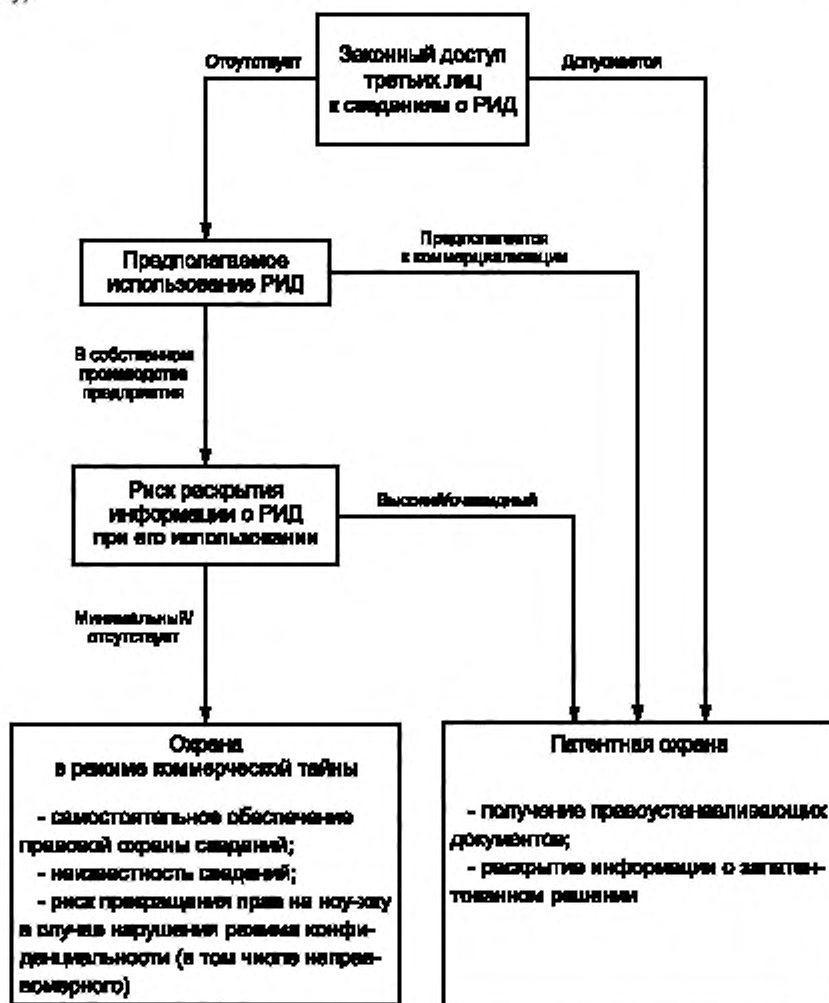 Отсутствует
Законный доступ
третьих лиц
к сведениям о РИД
Допускается
Предполагаемое
использование РИД
Предполагается
к коммерциализации
В собственном
производстве
предприятия
Риск раскрытия
информации о РИД
при его использовании
Высокий/очевидный
Минимальный/
отсутствует
Охрана
в режиме коммерческой тайны
- самостоятельное обеспечение
правовой охраны сведений;
- неизвестность сведений;
- риск прекращения прав на ноу-хау
в случае нарушения режима конфи-
денциальности (в том числе неправ-
омерного)
Патентная охрана
- получение правоустанавливающих
документов;
- раскрытие информации о запатен-
тованном решении